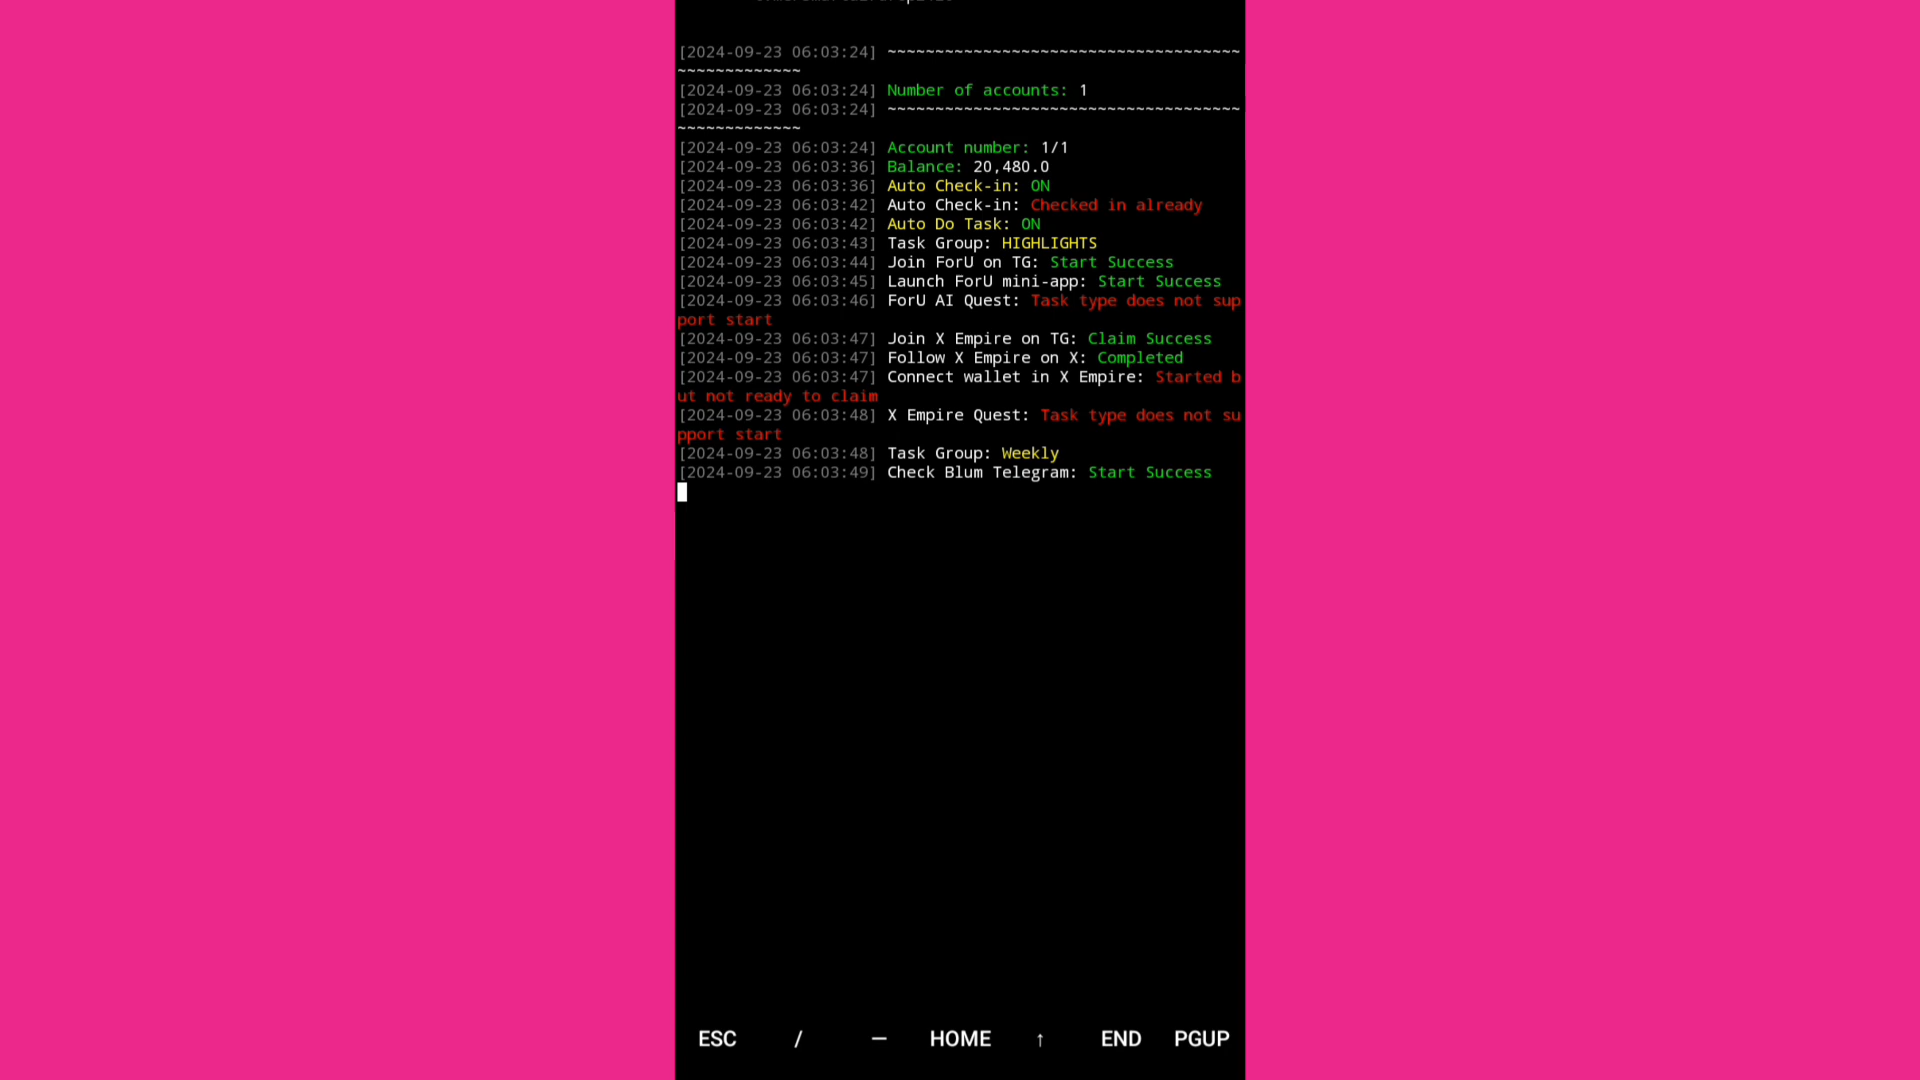 [2024-09-23 06:03:24] ~~~~~~~~~~~~~~~~~~~~~~~~~~~~~~~~~~~~~
~~~~~~~~~~~~~
[2024-09-23 06:03:24] Number of accounts: 1
[2024-09-23 06:03:24] ~~~~~~~~~~~~~~~~~~~~~~~~~~~~~~~~~~~~~
~~~~~~~~~~~~~
[2024-09-23 06:03:24] Account number: 1/1
[2024-09-23 06:03:36] Balance: 20,480.0
[2024-09-23 06:03:36] Auto Check-in: ON
[2024-09-23 06:03:42] Auto Check-in: Checked in already
[2024-09-23 06:03:42] Auto Do Task: ON
[2024-09-23 06:03:43] Task Group: HIGHLIGHTS
[2024-09-23 06:03:44] Join ForU on TG: Start Success
[2024-09-23 06:03:45] Launch ForU mini-app: Start Success
[2024-09-23 06:03:46] ForU AI Quest: Task type does not sup
port start
[2024-09-23 06:03:47] Join X Empire on TG: Claim Success
[2024-09-23 06:03:47] Follow X Empire on X: Completed
[2024-09-23 06:03:47] Connect wallet in X Empire: Started b
ut not ready to claim
[2024-09-23 06:03:48] X Empire Quest: Task type does not su
pport start
[2024-09-23 06:03:48] Task Group: Weekly
[2024-09-23 06:03:49] Check Blum Telegram: Start Success
ESC / — HOME ↑ END PGUP